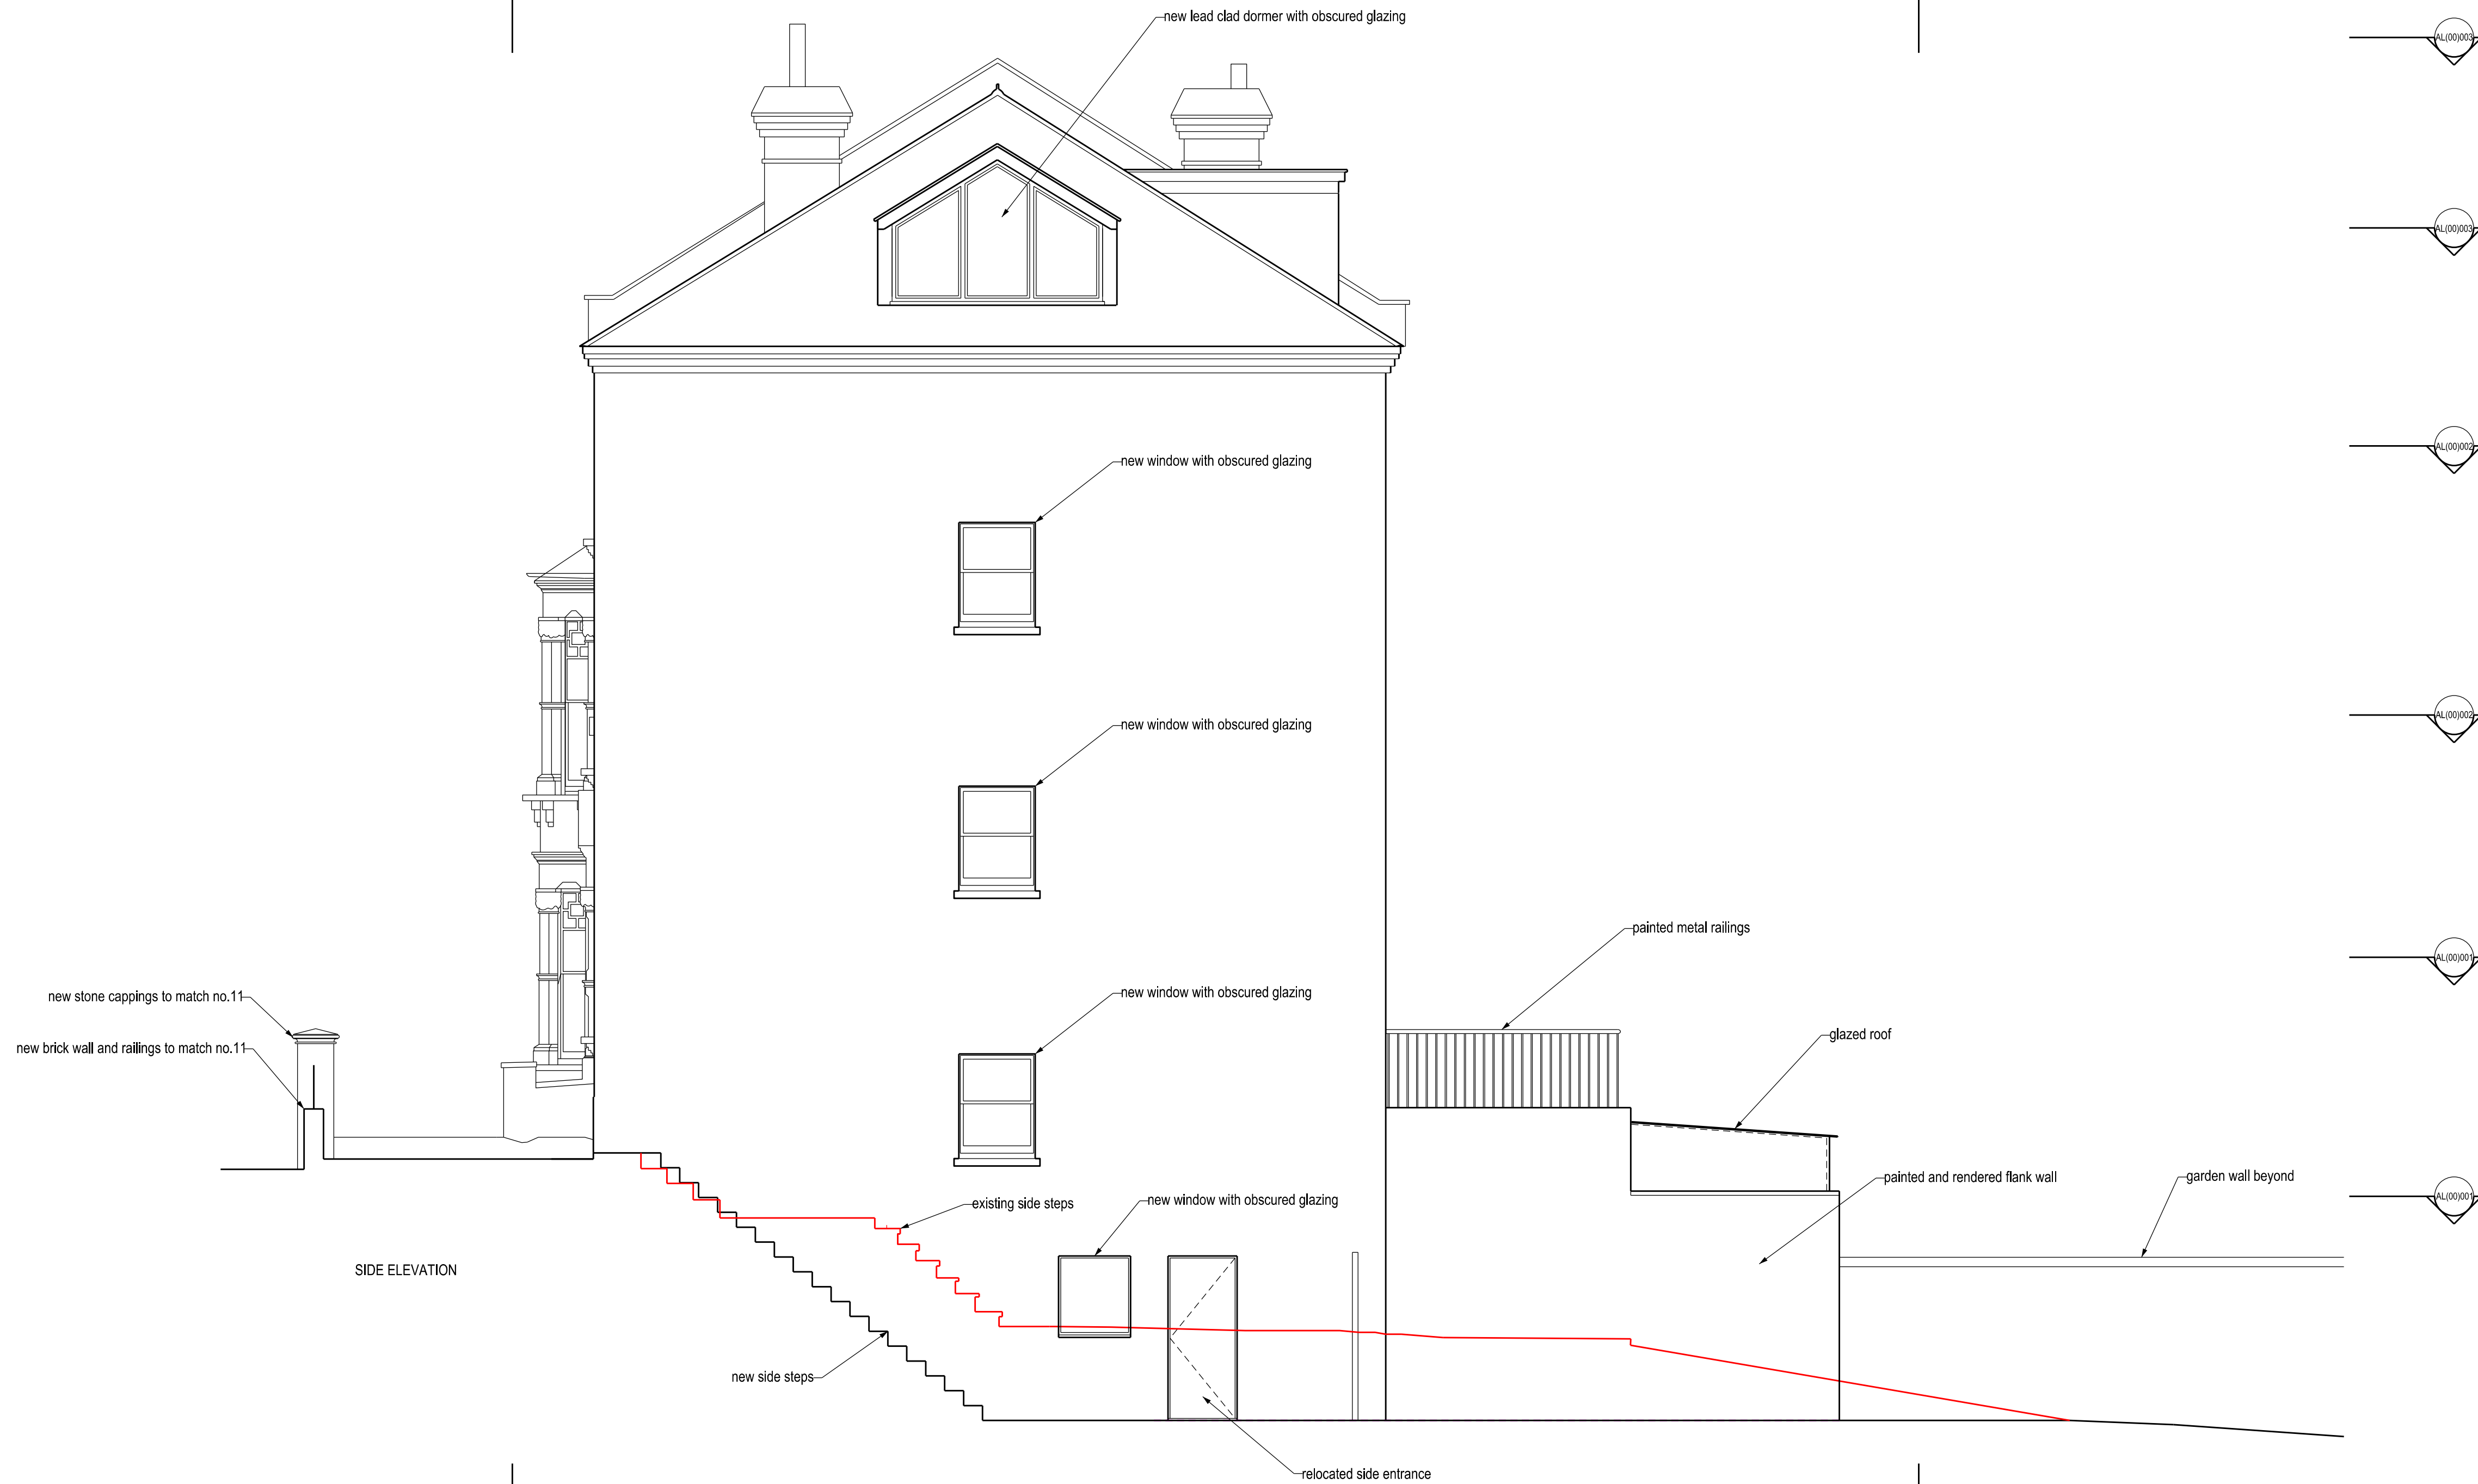 new lead clad dormer with obscured glazing
AL(00)003
AL(00)003
AL(00)002
new window with obscured glazing
AL(00)002
new window with obscured glazing
painted metal railings
AL(00)001
new window with obscured glazing
new stone cappings to match no.11
glazed roof
new brick wall and railings to match no.11
painted and rendered flank wall
garden wall beyond
AL(00)001
existing side steps
new window with obscured glazing
SIDE ELEVATION
new side steps
relocated side entrance